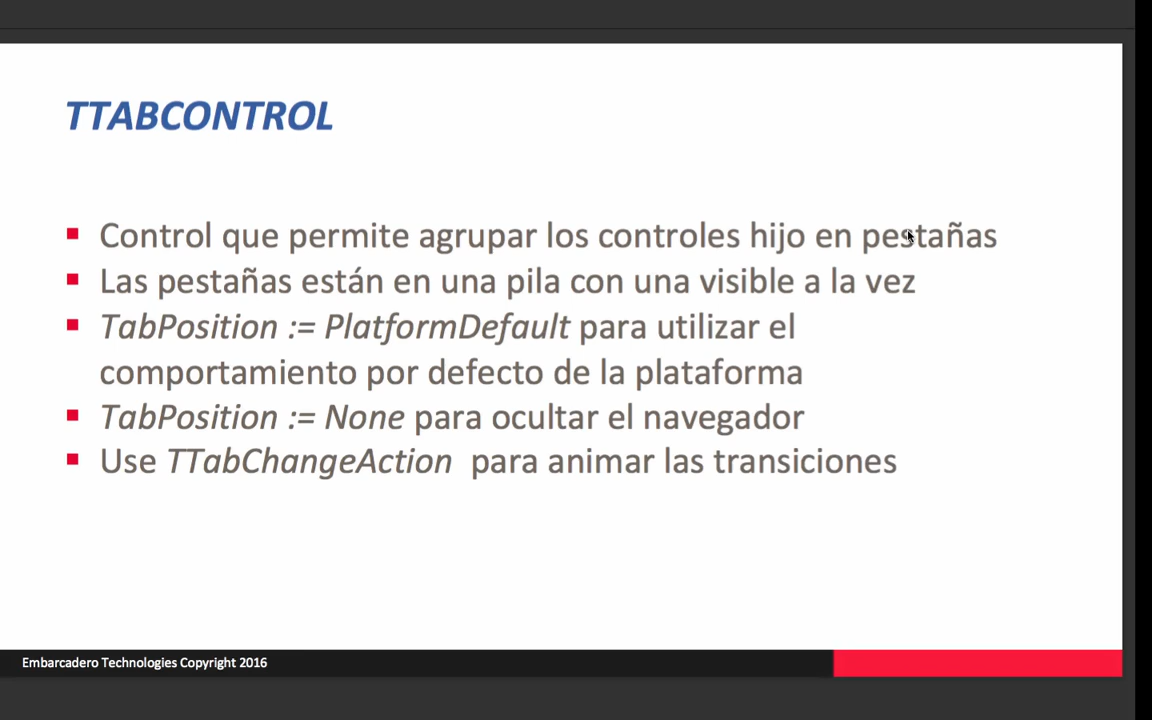 TTABCONTROL
Control que permite agrupar los controles hijo en pestañas
Las pestañas están en una pila con una visible a la vez
TabPosition := PlatformDefault para utilizar el
comportamiento por defecto de la plataforma
TabPosition := None para ocultar el navegador
Use TTabChangeAction para animar las transiciones
Embarcadero Technologies Copyright 2016